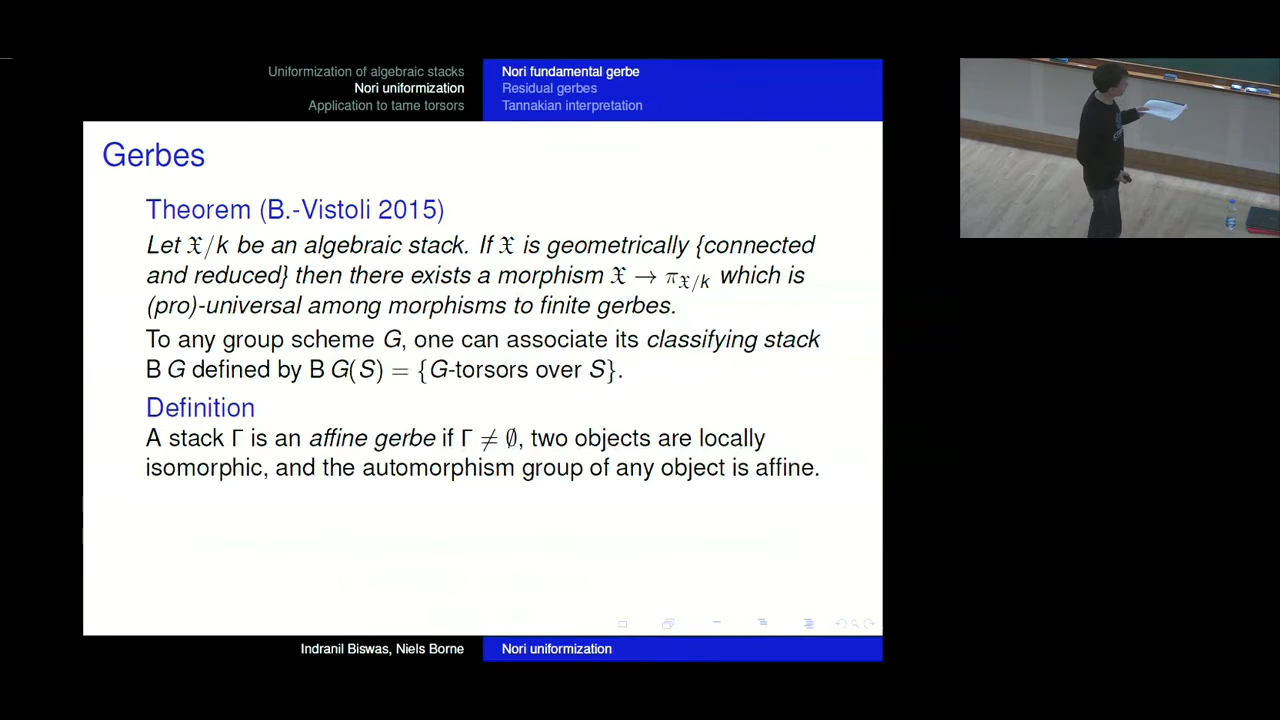 Uniformization of algebraic stacks
Nori uniformization
Application to tame torsors
Nori fundamental gerbe
Residual gerbes
Tannakian interpretation
Gerbes
Theorem (B.-Vistoli 2015)
Let 𝔛/k be an algebraic stack. If 𝔛 is geometrically {connected
and reduced} then there exists a morphism 𝔛 → π_{𝔛/k} which is
(pro)-universal among morphisms to finite gerbes.
To any group scheme G, one can associate its classifying stack
B G defined by B G(S) = {G-torsors over S}.
Definition
A stack Γ is an affine gerbe if Γ ≠ ∅, two objects are locally
isomorphic, and the automorphism group of any object is affine.
Indranil Biswas, Niels Borne
Nori uniformization